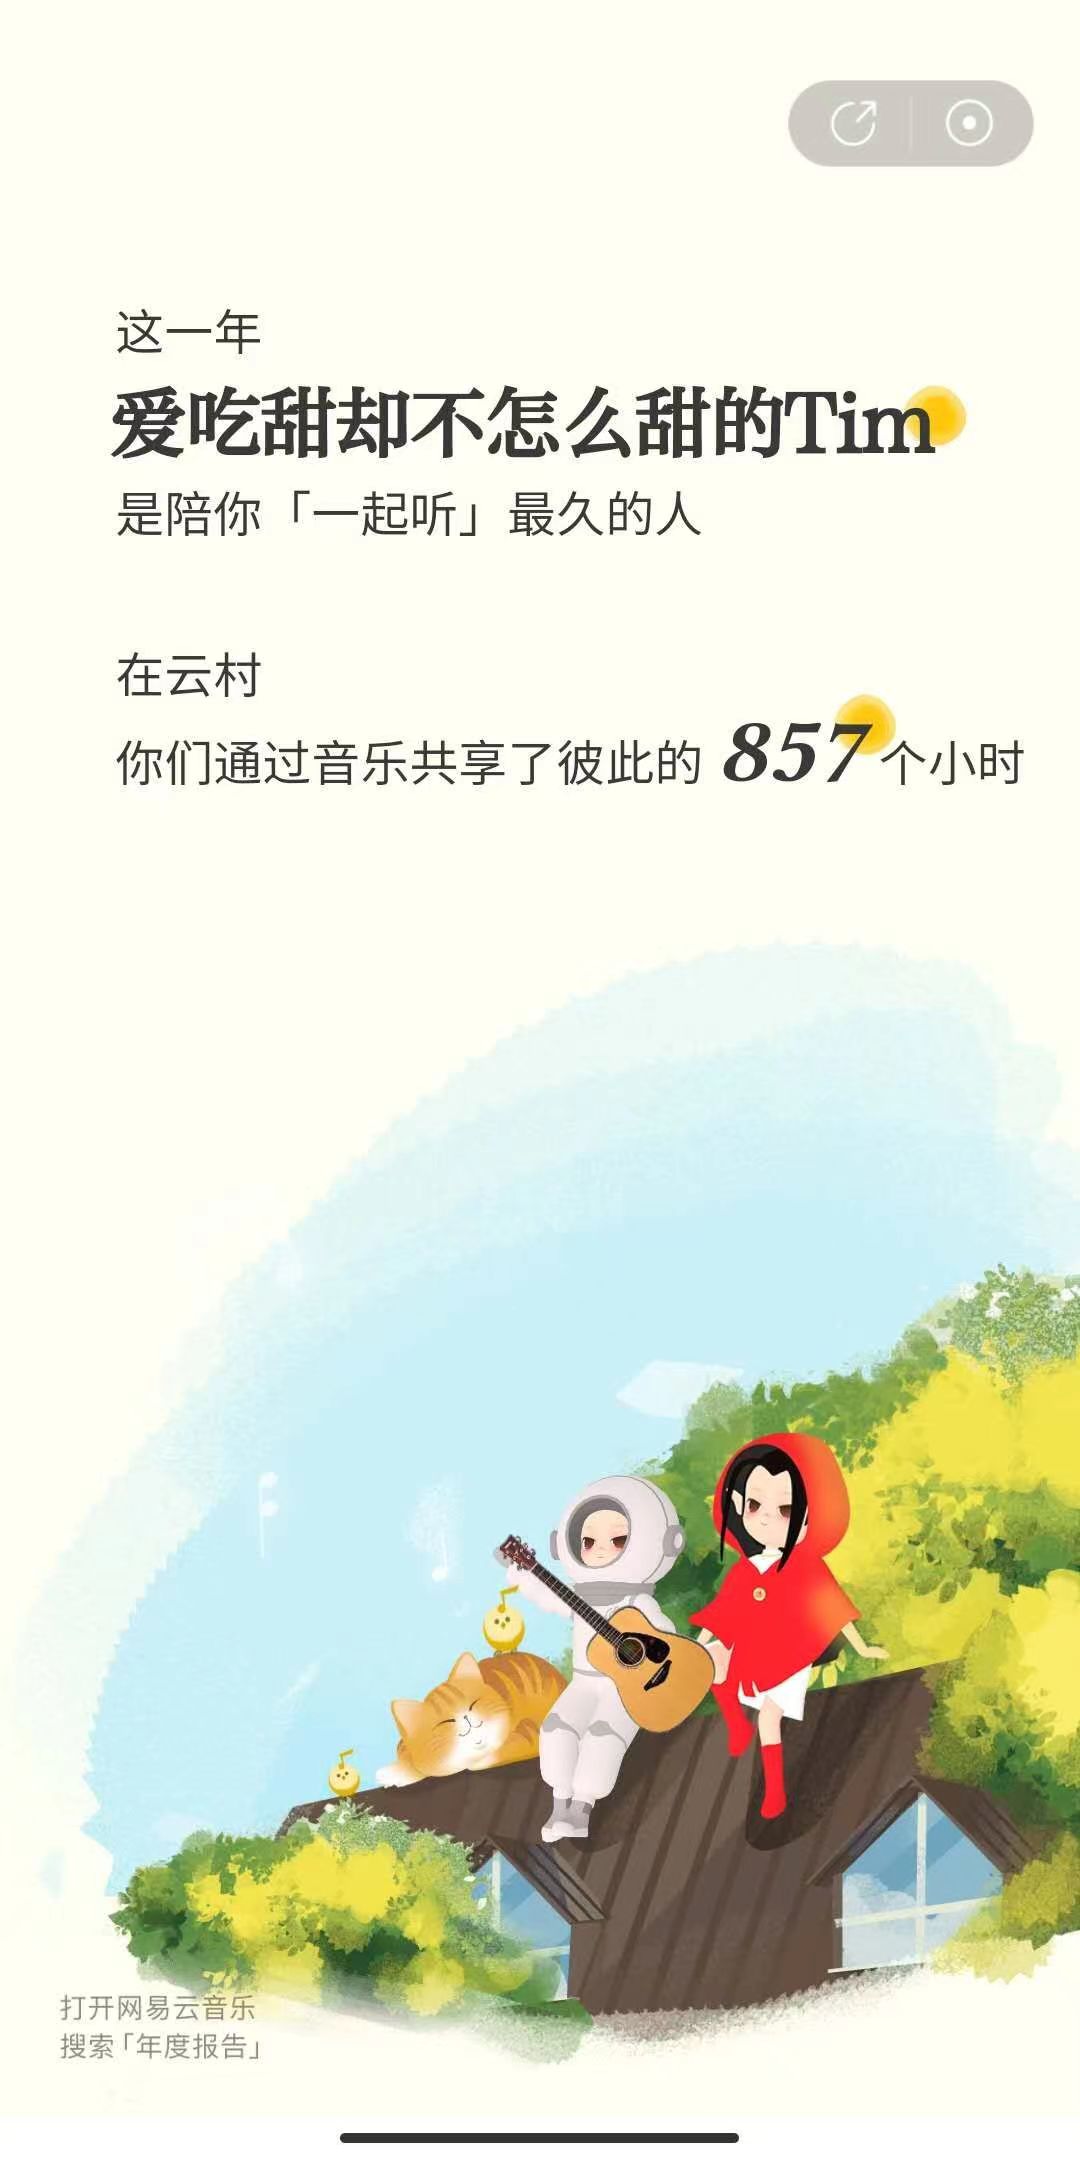 这一年
爱吃甜却不怎么甜的Tim
是陪你「一起听」最久的人
在云村
你们通过音乐共享了彼此的 857 个小时
打开网易云音乐
搜索「年度报告」